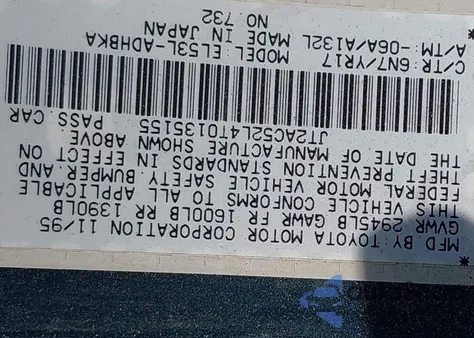 MFD BY:TOYOTA MOTOR CORPORATION 11/95
GVWR 2945LB GAWR FR 1600LB RR 1390LB
THIS VEHICLE CONFORMS TO ALL APPLICABLE
FEDERAL MOTOR VEHICLE SAFETY, BUMPER,AND
THEFT PREVENTION STANDARDS IN EFFECT ON
THE DATE OF MANUFACTURE SHOWN ABOVE.
JT2AC52L4T0135155 PASS.CAR
C/TR: 6N7/YR17 MODEL: EL53L-ADHBKA
A/TM: -06A/A132L MADE IN JAPAN
NO.732